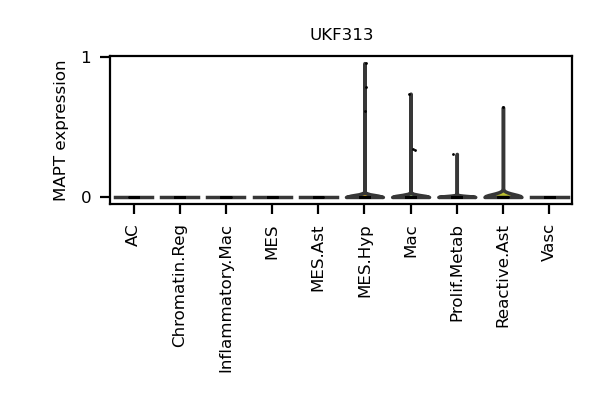 UKF313
MAPT expression
1
0
AC
Chromatin.Reg
Inflammatory.Mac
MES
MES.Ast
MES.Hyp
Mac
Prolif.Metab
Reactive.Ast
Vasc